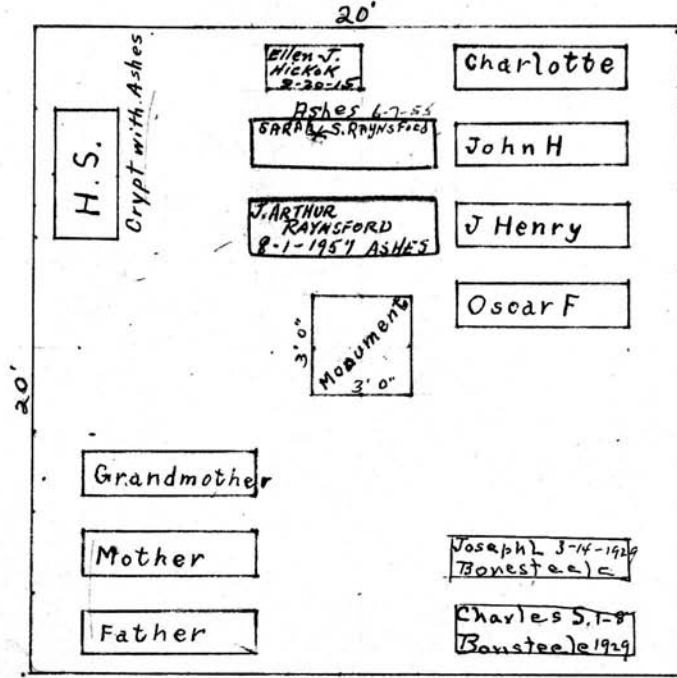 20'
Ellen J.
Hickok
9-20-15
Charlotte
Ashes 6-7-55
SARAH S. RAYNSFORD
John H
H.S.
Crypt with Ashes
J. ARTHUR
RAYNSFORD
8-1-1957 ASHES
J Henry
Oscar F
Monument
3' 0"
3' 0"
20'
Grandmother
Mother
Father
Joseph L 3-14-1929
Bonesteele
Charles S. 1-8
Bonsteele 1929